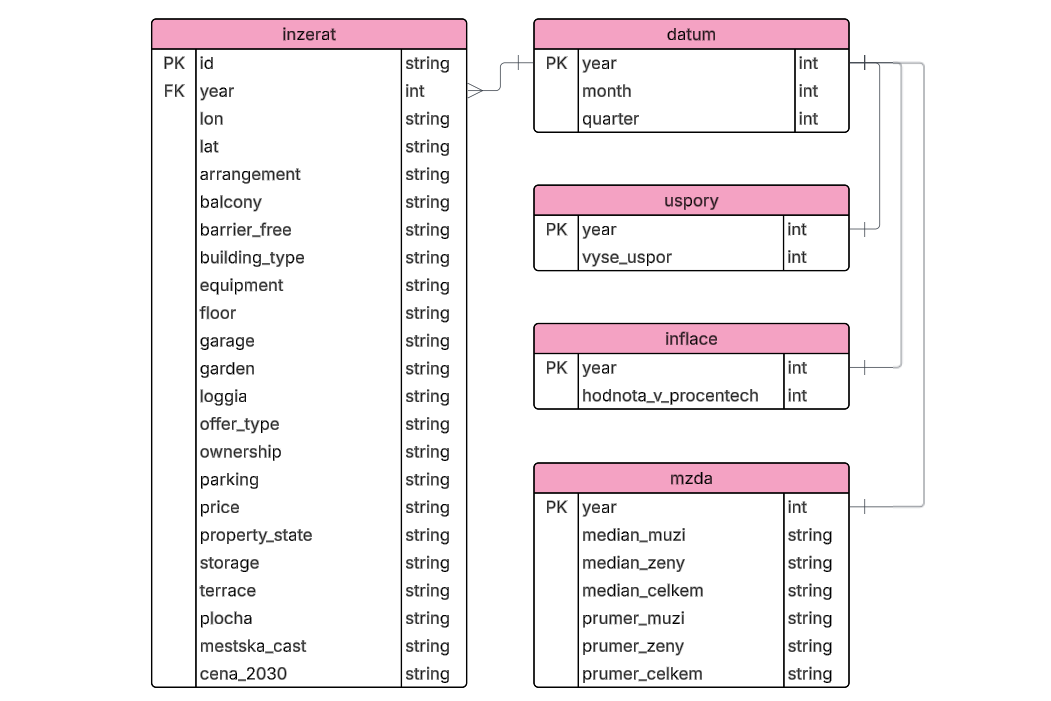 inzerat
PK id string
FK year int
lon string
lat string
arrangement string
balcony string
barrier_free string
building_type string
equipment string
floor string
garage string
garden string
loggia string
offer_type string
ownership string
parking string
price string
property_state string
storage string
terrace string
plocha string
mestska_cast string
cena_2030 string
datum
PK year int
month int
quarter int
uspory
PK year int
vyse_uspor int
inflace
PK year int
hodnota_v_procentech int
mzda
PK year int
median_muzi string
median_zeny string
median_celkem string
prumer_muzi string
prumer_zeny string
prumer_celkem string